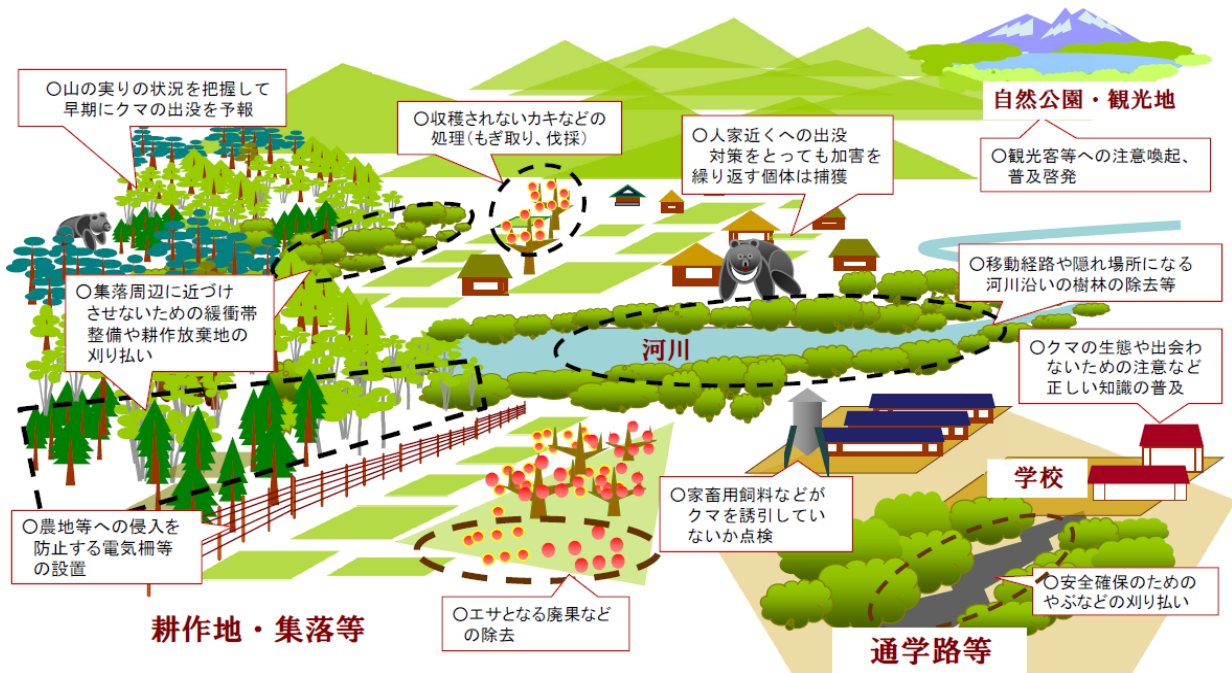 ○山の実りの状況を把握して
早期にクマの出没を予報
○収穫されないカキなどの
処理(もぎ取り、伐採)
○人家近くへの出没
対策をとっても加害を
繰り返す個体は捕獲
自然公園・観光地
○観光客等への注意喚起、
普及啓発
○集落周辺に近づけ
させないための緩衝帯
整備や耕作放棄地の
刈り払い
○移動経路や隠れ場所になる
河川沿いの樹林の除去等
河川
○クマの生態や出会わ
ないための注意など
正しい知識の普及
学校
○農地等への侵入を
防止する電気柵等
の設置
○家畜用飼料などが
クマを誘引してい
ないか点検
○エサとなる廃果など
の除去
○安全確保のための
やぶなどの刈り払い
耕作地・集落等
通学路等